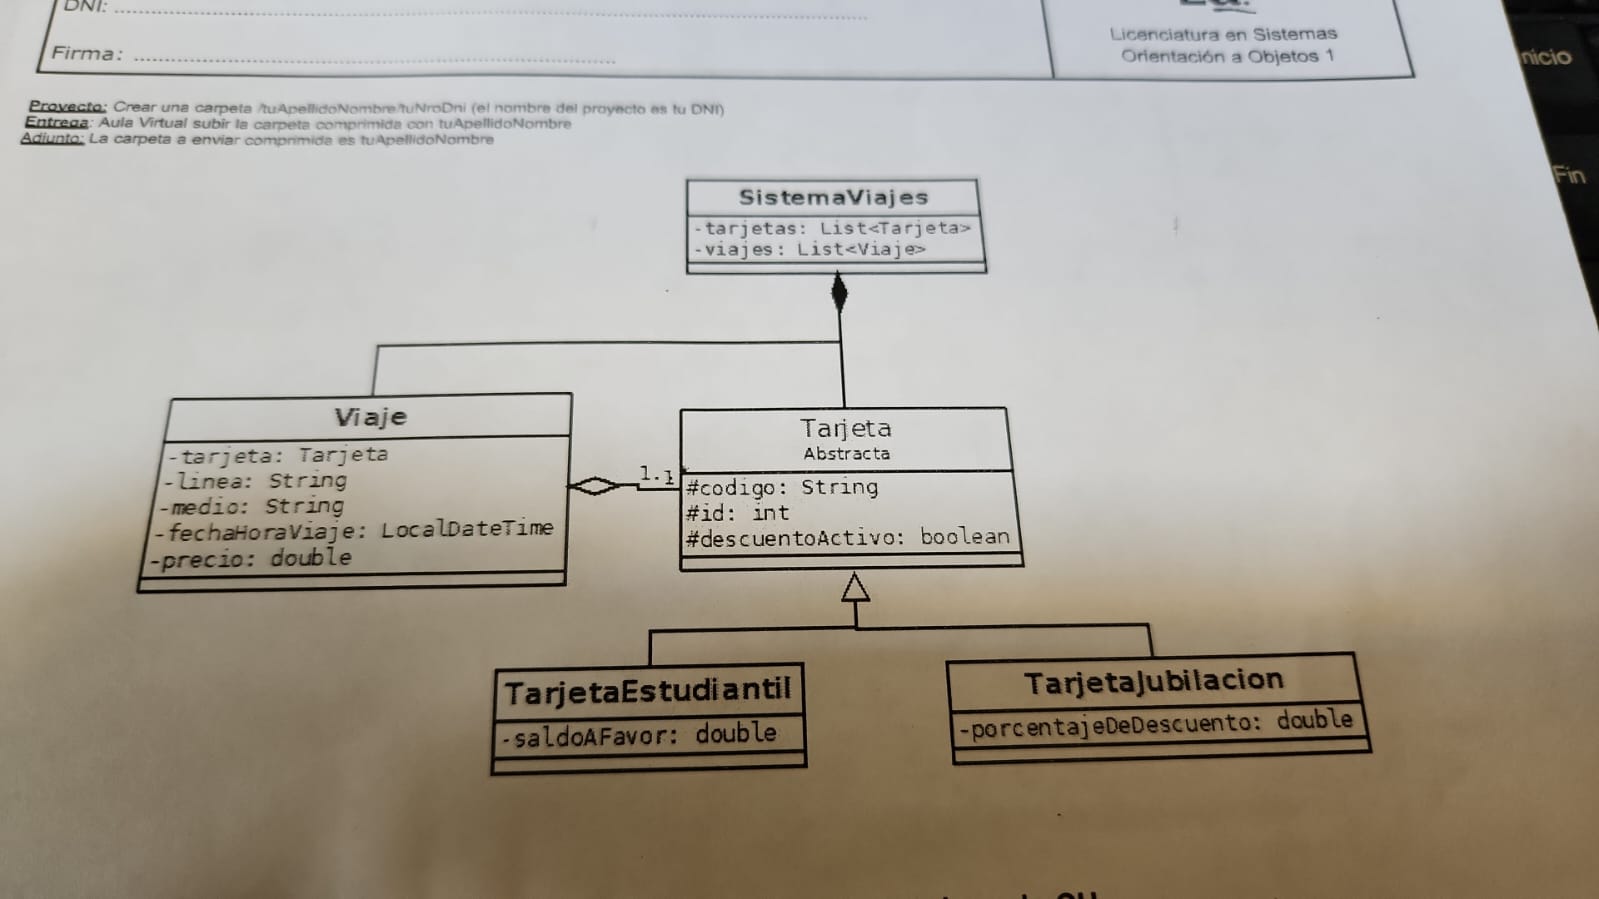 DNI:
Firma:
Licenciatura en Sistemas
Orientación a Objetos 1
Proyecto: Crear una carpeta /tuApellidoNombre/tuNroDni (el nombre del proyecto es tu DNI)
Entrega: Aula Virtual subir la carpeta comprimida con tuApellidoNombre
Adjunto: La carpeta a enviar comprimida es tuApellidoNombre
SistemaViajes
-tarjetas: List<Tarjeta>
-viajes: List<Viaje>
Viaje
-tarjeta: Tarjeta
-linea: String
-medio: String
-fechaHoraViaje: LocalDateTime
-precio: double
1.1
Tarjeta
Abstracta
#codigo: String
#id: int
#descuentoActivo: boolean
TarjetaEstudiantil
-saldoAFavor: double
TarjetaJubilacion
-porcentajeDeDescuento: double
Fin